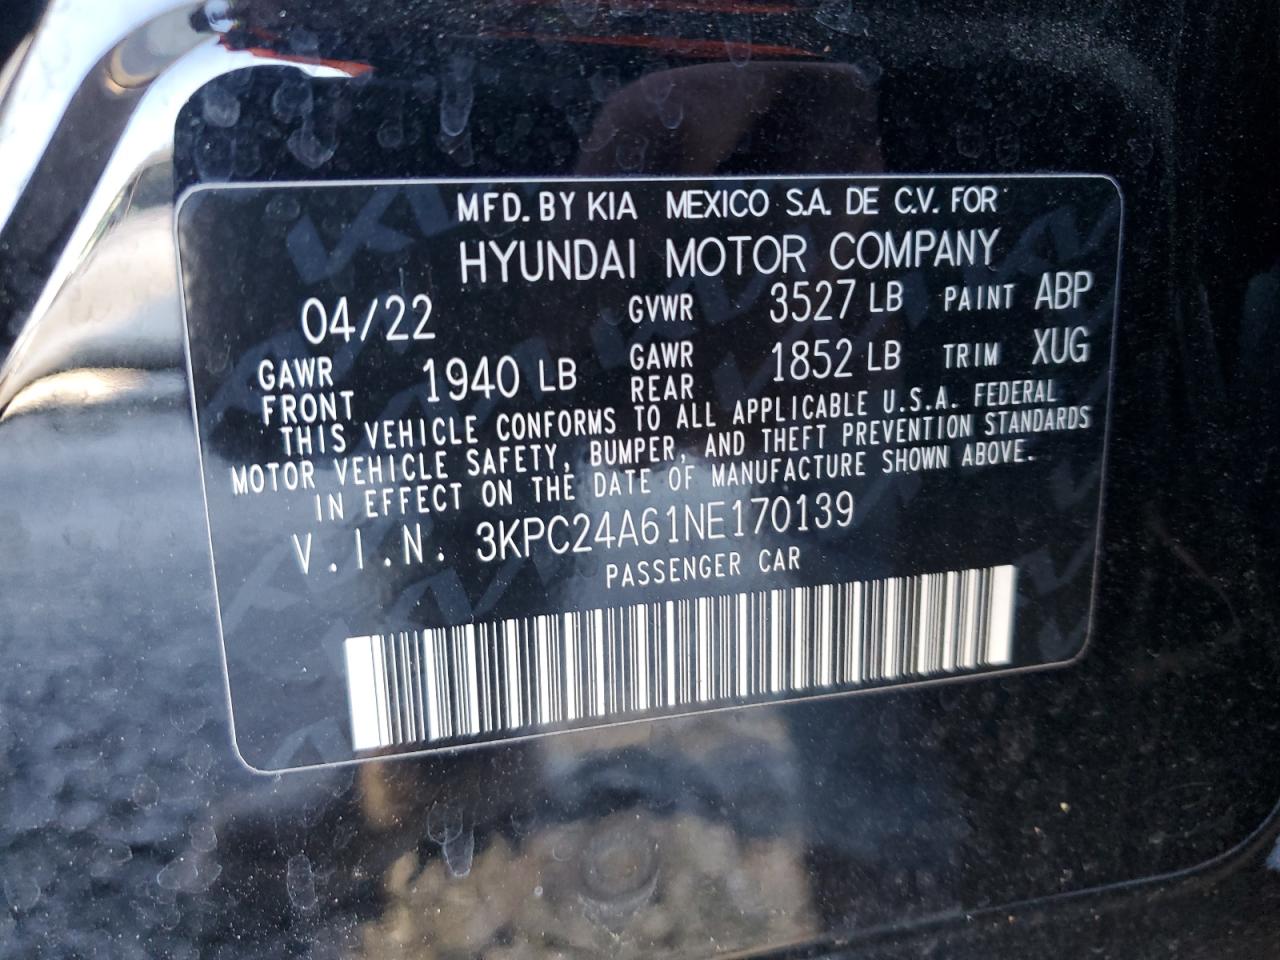 MFD. BY KIA MEXICO S.A. DE C.V. FOR
HYUNDAI MOTOR COMPANY
04/22 GVWR 3527 LB PAINT ABP
GAWR FRONT 1940 LB GAWR REAR 1852 LB TRIM XUG
THIS VEHICLE CONFORMS TO ALL APPLICABLE U.S.A. FEDERAL
MOTOR VEHICLE SAFETY, BUMPER, AND THEFT PREVENTION STANDARDS
IN EFFECT ON THE DATE OF MANUFACTURE SHOWN ABOVE.
V.I.N. 3KPC24A61NE170139
PASSENGER CAR